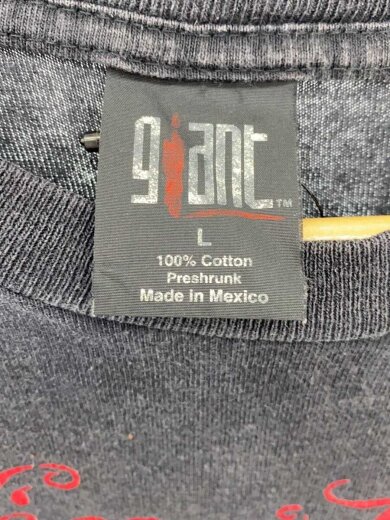 giant™
L
100% Cotton
Preshrunk
Made in Mexico